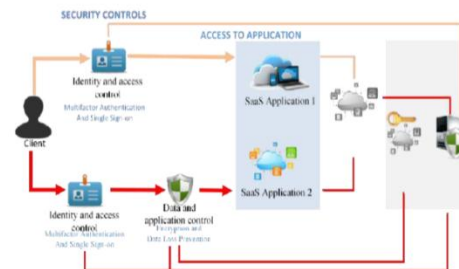 SECURITY CONTROLS
ACCESS TO APPLICATION
Identity and access
control
Multifactor Authentication
And Single Sign-on
SaaS Application 1
Client
SaaS Application 2
Identity and access
control
Multifactor Authentication
And Single Sign-on
Data and
application control
Encryption and
Data Loss Prevention